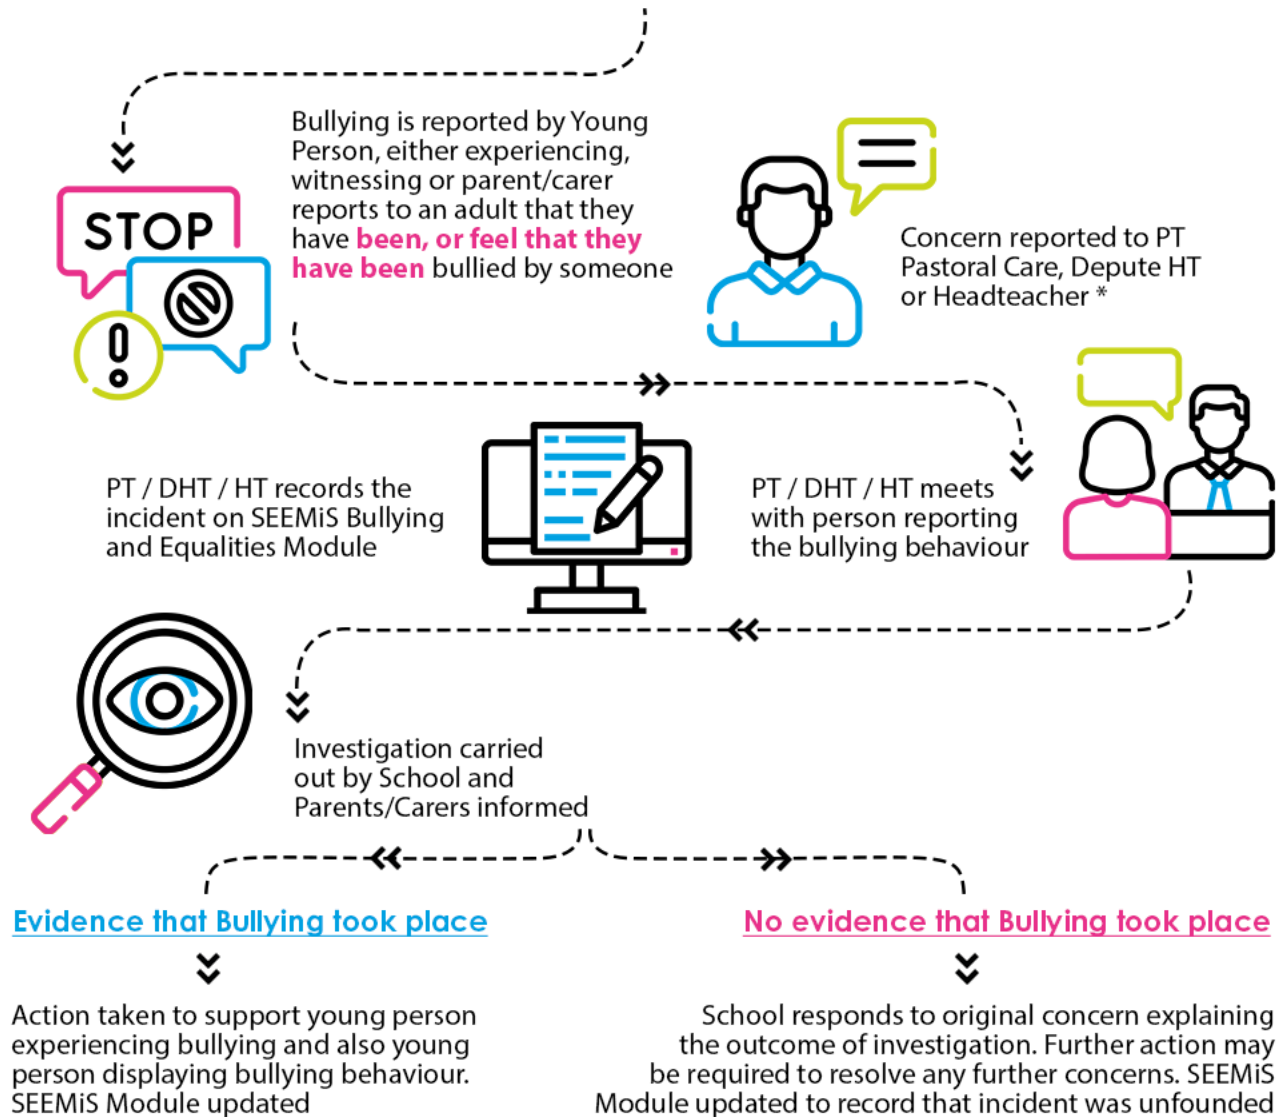 Bullying is reported by Young
Person, either experiencing,
witnessing or parent/carer
reports to an adult that they
have been, or feel that they
have been bullied by someone
STOP
Concern reported to PT
Pastoral Care, Depute HT
or Headteacher *
PT / DHT / HT meets
with person reporting
the bullying behaviour
PT / DHT / HT records the
incident on SEEMiS Bullying
and Equalities Module
Investigation carried
out by School and
Parents/Carers informed
Evidence that Bullying took place
Action taken to support young person
experiencing bullying and also young
person displaying bullying behaviour.
SEEMiS Module updated
No evidence that Bullying took place
School responds to original concern explaining
the outcome of investigation. Further action may
be required to resolve any further concerns. SEEMiS
Module updated to record that incident was unfounded